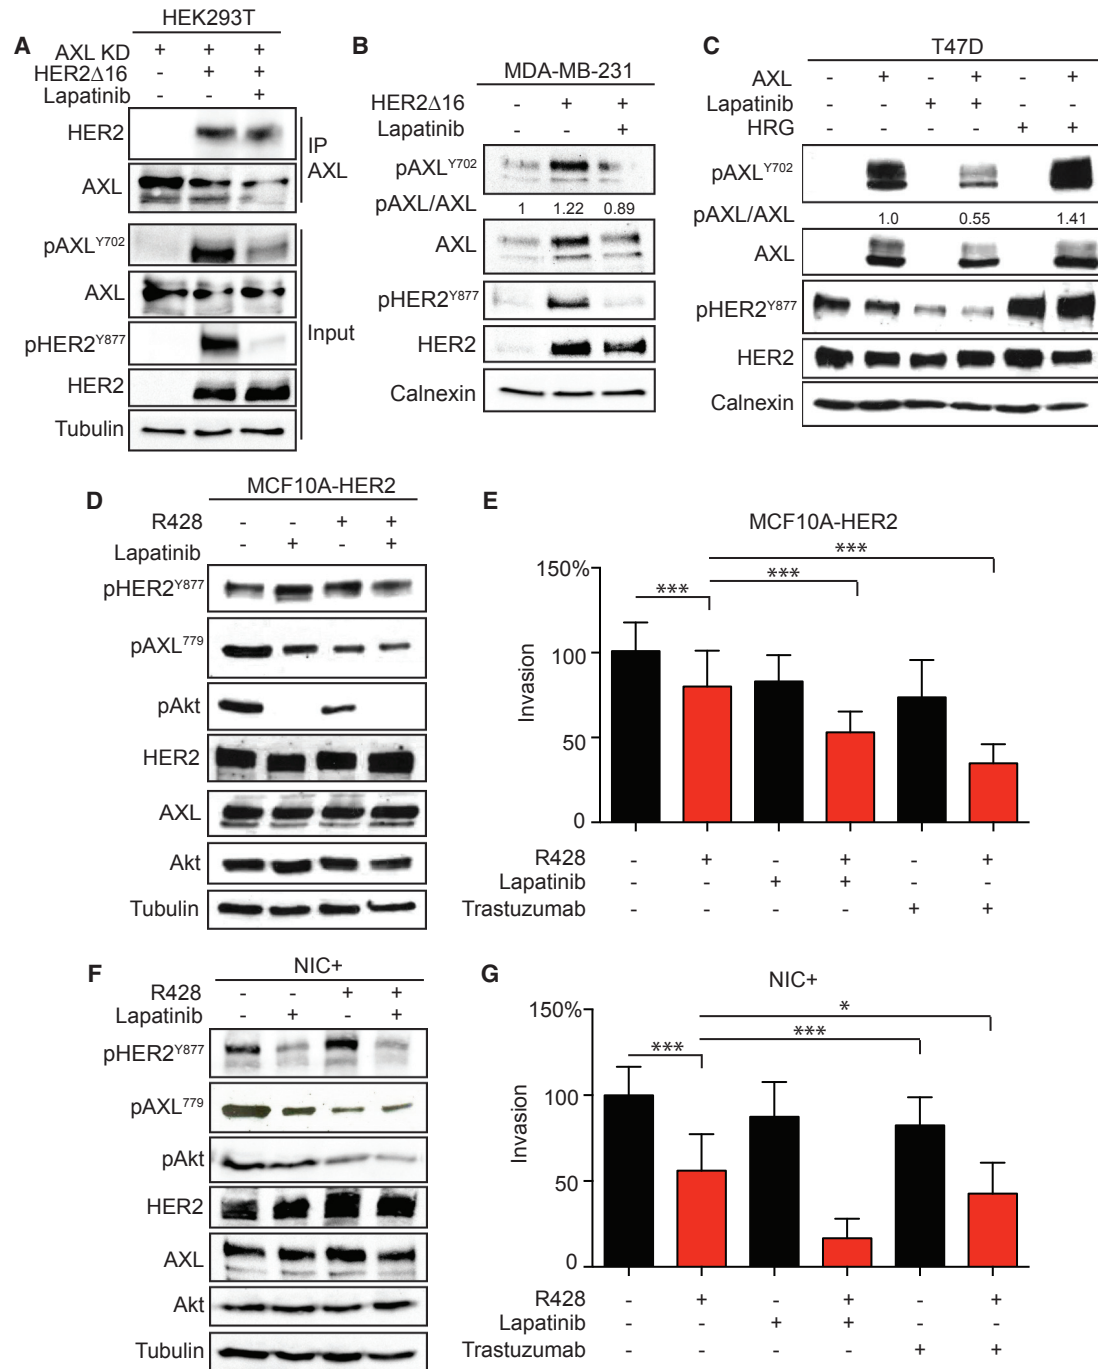 HEK293T
A
AXL KD + + +
HER2Δ16 - + +
Lapatinib - - +
HER2
AXL
IP
AXL
pAXLY702
AXL
pHER2Y877
HER2
Tubulin
Input
B
MDA-MB-231
HER2Δ16 - + +
Lapatinib - - +
pAXLY702
pAXL/AXL 1 1.22 0.89
AXL
pHER2Y877
HER2
Calnexin
C
T47D
AXL - + - + - +
Lapatinib - - + + - -
HRG - - - - + +
pAXLY702
pAXL/AXL 1.0 0.55 1.41
AXL
pHER2Y877
HER2
Calnexin
D
MCF10A-HER2
R428 - - + +
Lapatinib - + - +
pHER2Y877
pAXL779
pAkt
HER2
AXL
Akt
Tubulin
E
MCF10A-HER2
***
***
***
150%
100
50
0
Invasion
R428 - + - + - +
Lapatinib - - + + - -
Trastuzumab - - - - + +
F
NIC+
R428 - - + +
Lapatinib - + - +
pHER2Y877
pAXL779
pAkt
HER2
AXL
Akt
Tubulin
G
NIC+
*
***
***
150%
100
50
0
Invasion
R428 - + - + - +
Lapatinib - - + + - -
Trastuzumab - - - - + +